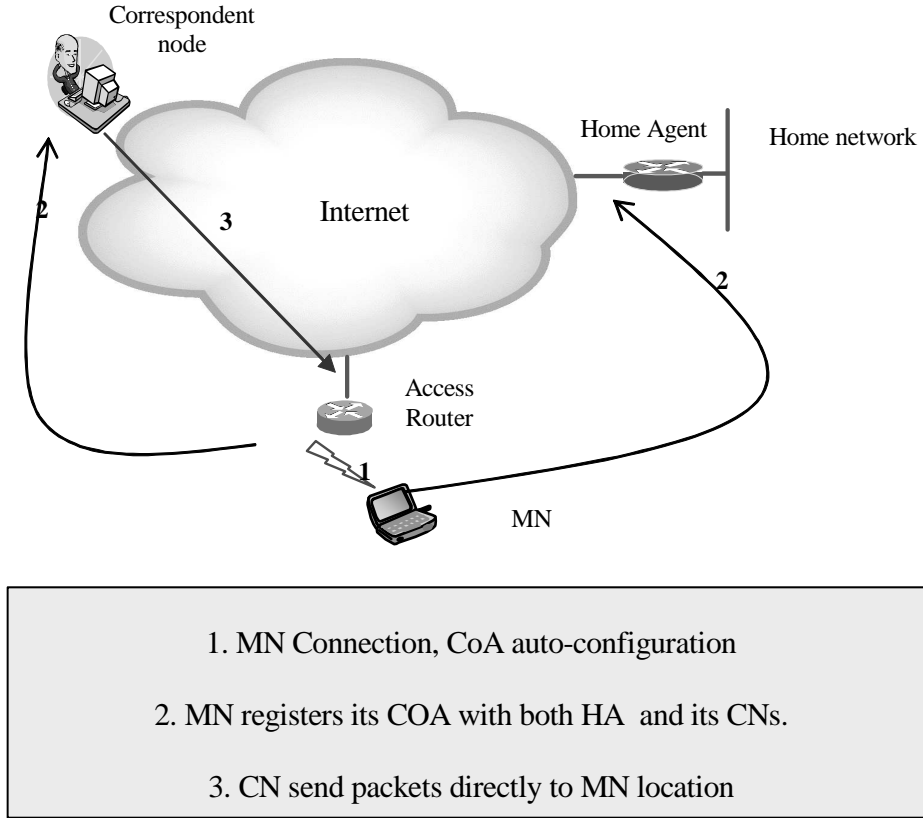 Correspondent
node
Home Agent
Home network
2
3
Internet
2
Access
Router
1
MN
1. MN Connection, CoA auto-configuration
2. MN registers its COA with both HA and its CNs.
3. CN send packets directly to MN location